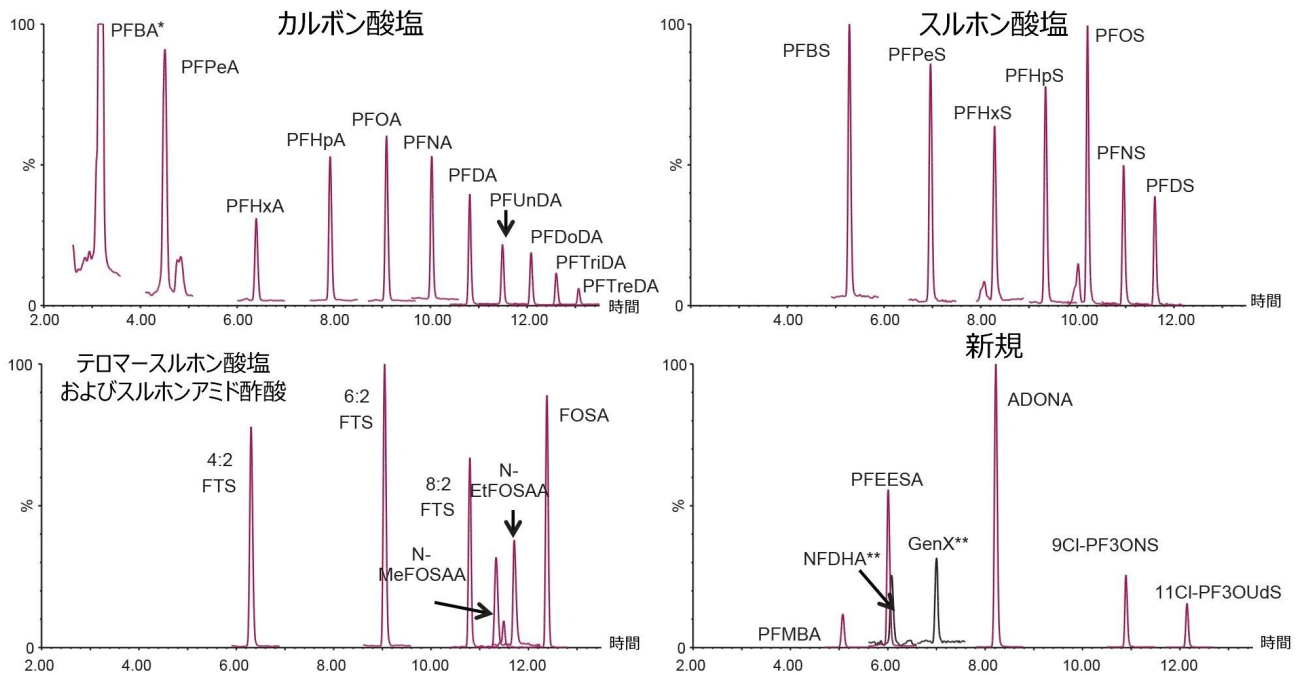 カルボン酸塩
100
%
0
PFBA*
PFPeA
PFHxA
PFHpA
PFOA
PFNA
PFDA
PFUnDA
PFDoDA
PFTriDA
PFTreDA
時間
2.00 4.00 6.00 8.00 10.00 12.00
スルホン酸塩
100
%
0
PFBS
PFPeS
PFHxS
PFHpS
PFOS
PFNS
PFDS
時間
4.00 6.00 8.00 10.00 12.00
テロマースルホン酸塩
およびスルホンアミド酢酸
100
%
0
4:2
FTS
6:2
FTS
8:2
FTS
N-
MeFOSAA
N-
EtFOSAA
FOSA
時間
2.00 4.00 6.00 8.00 10.00 12.00
新規
100
%
0
PFMBA
PFEESA
NFDHA**
GenX**
ADONA
9Cl-PF3ONS
11Cl-PF3OUdS
時間
2.00 4.00 6.00 8.00 10.00 12.00